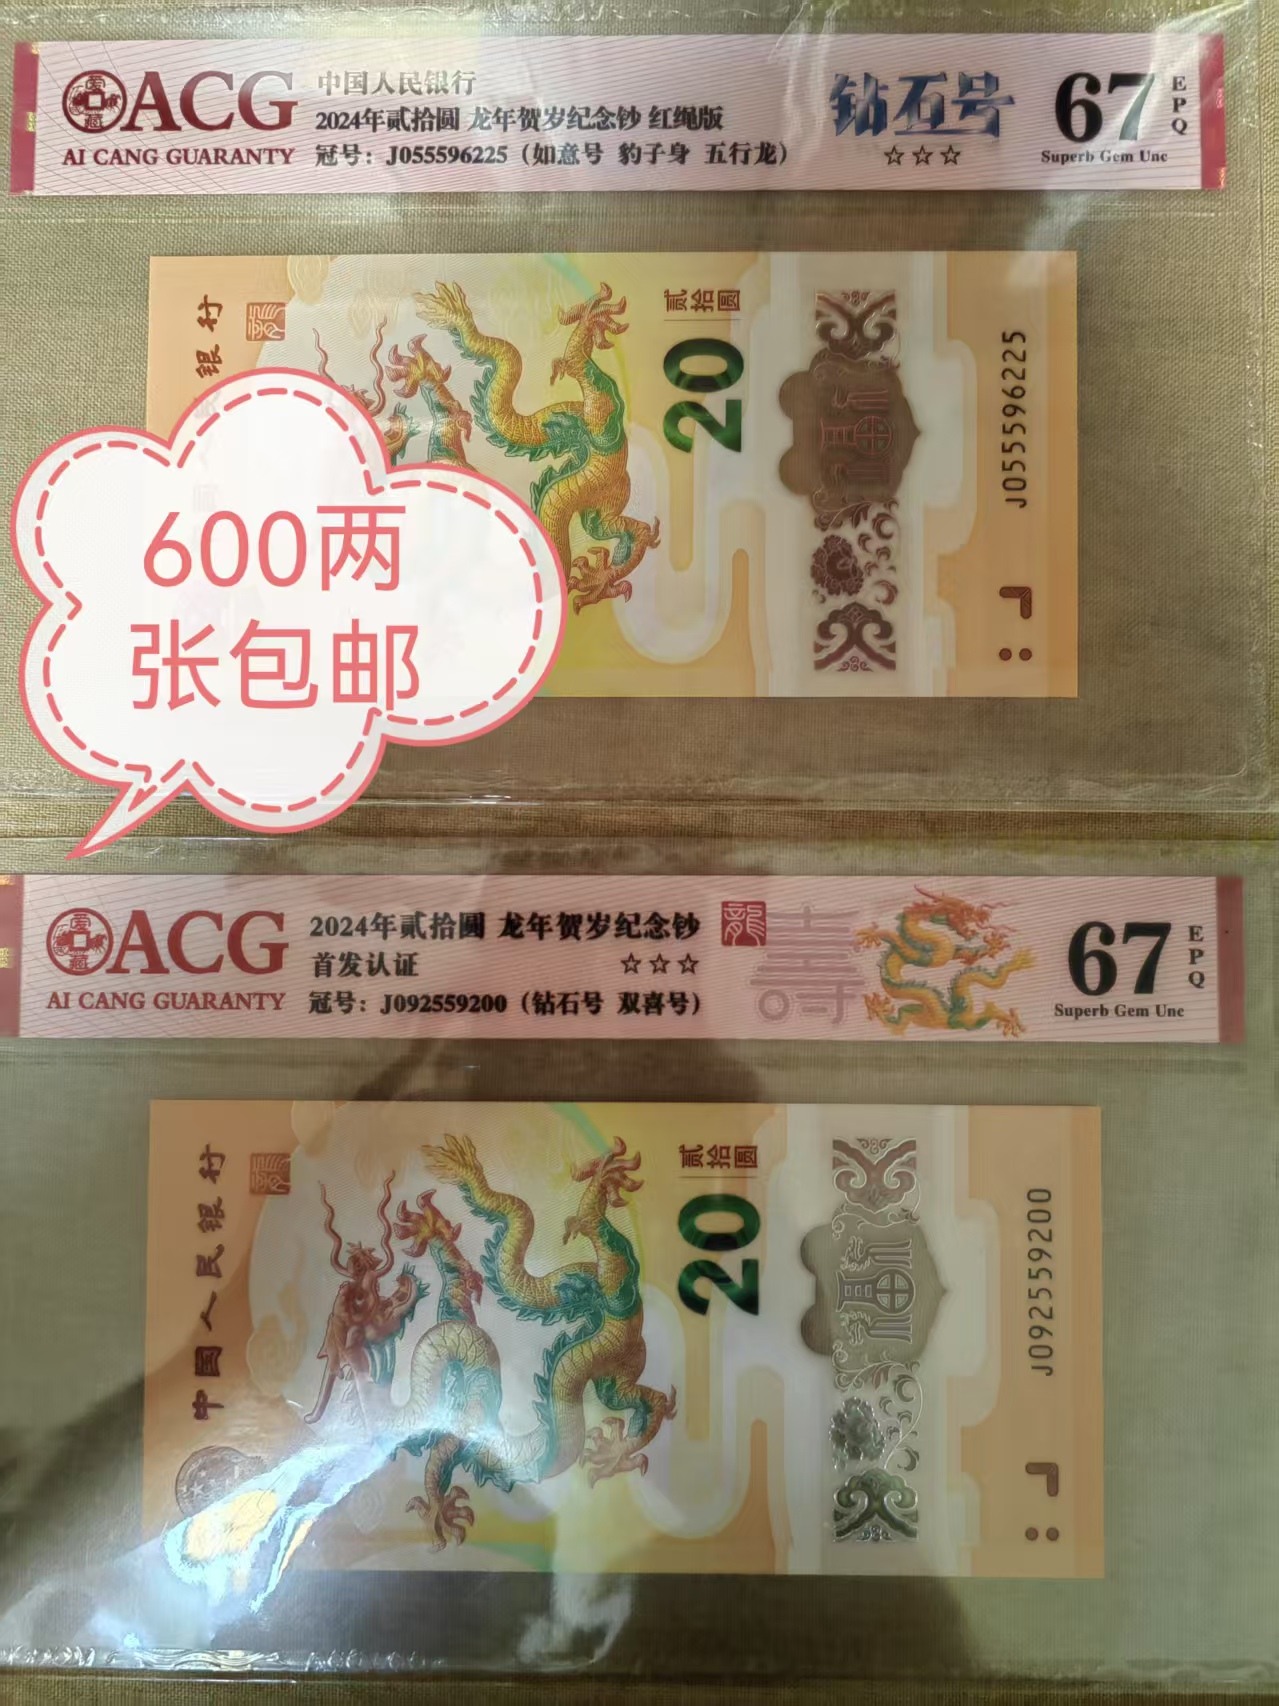 ACG
AI CANG GUARANTY
中国人民银行
2024年贰拾圆 龙年贺岁纪念钞 红绳版
冠号：J055596225（如意号 豹子身 五行龙）
钻石号
☆☆☆
67
EPQ
Superb Gem Unc
银行
贰拾圆
20
J055596225
600两
张包邮
ACG
AI CANG GUARANTY
2024年贰拾圆 龙年贺岁纪念钞
首发认证 ☆☆☆
冠号：J092559200（钻石号 双喜号）
龍
67
EPQ
Superb Gem Unc
中国人民银行
贰拾圆
20
J092559200